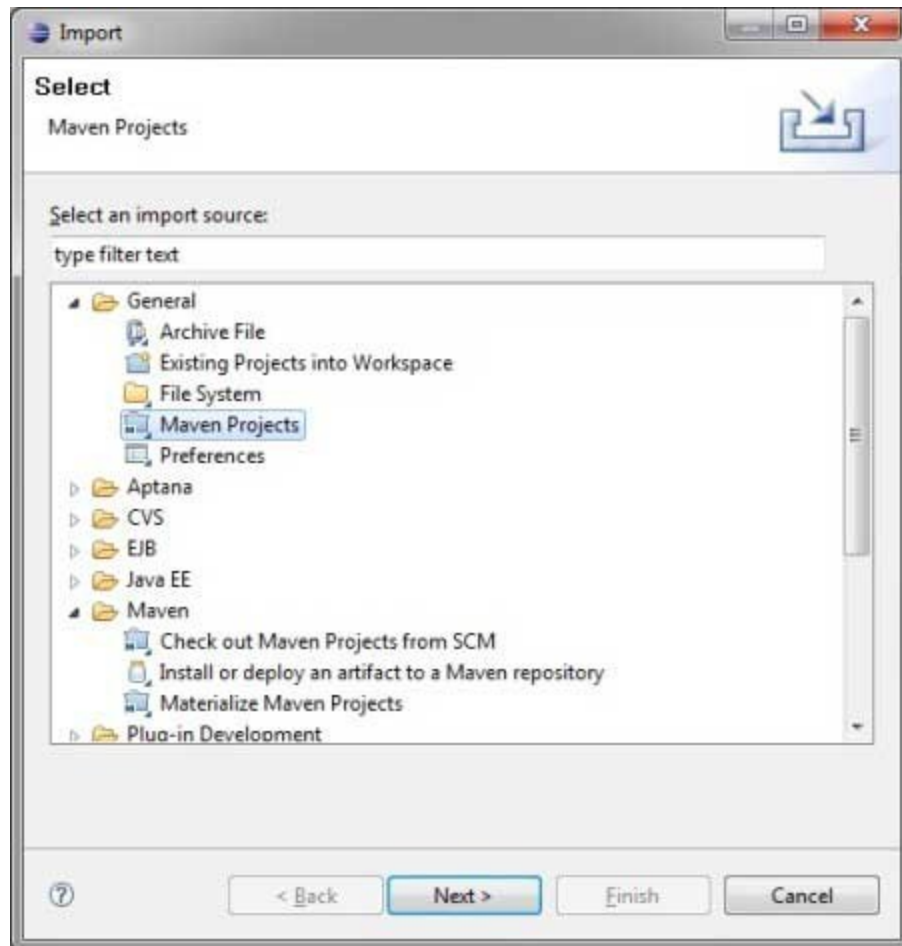 Import
Select
Maven Projects
Select an import source:
type filter text
General
Archive File
Existing Projects into Workspace
File System
Maven Projects
Preferences
Aptana
CVS
EJB
Java EE
Maven
Check out Maven Projects from SCM
Install or deploy an artifact to a Maven repository
Materialize Maven Projects
Plug-in Development
< Back Next > Finish Cancel